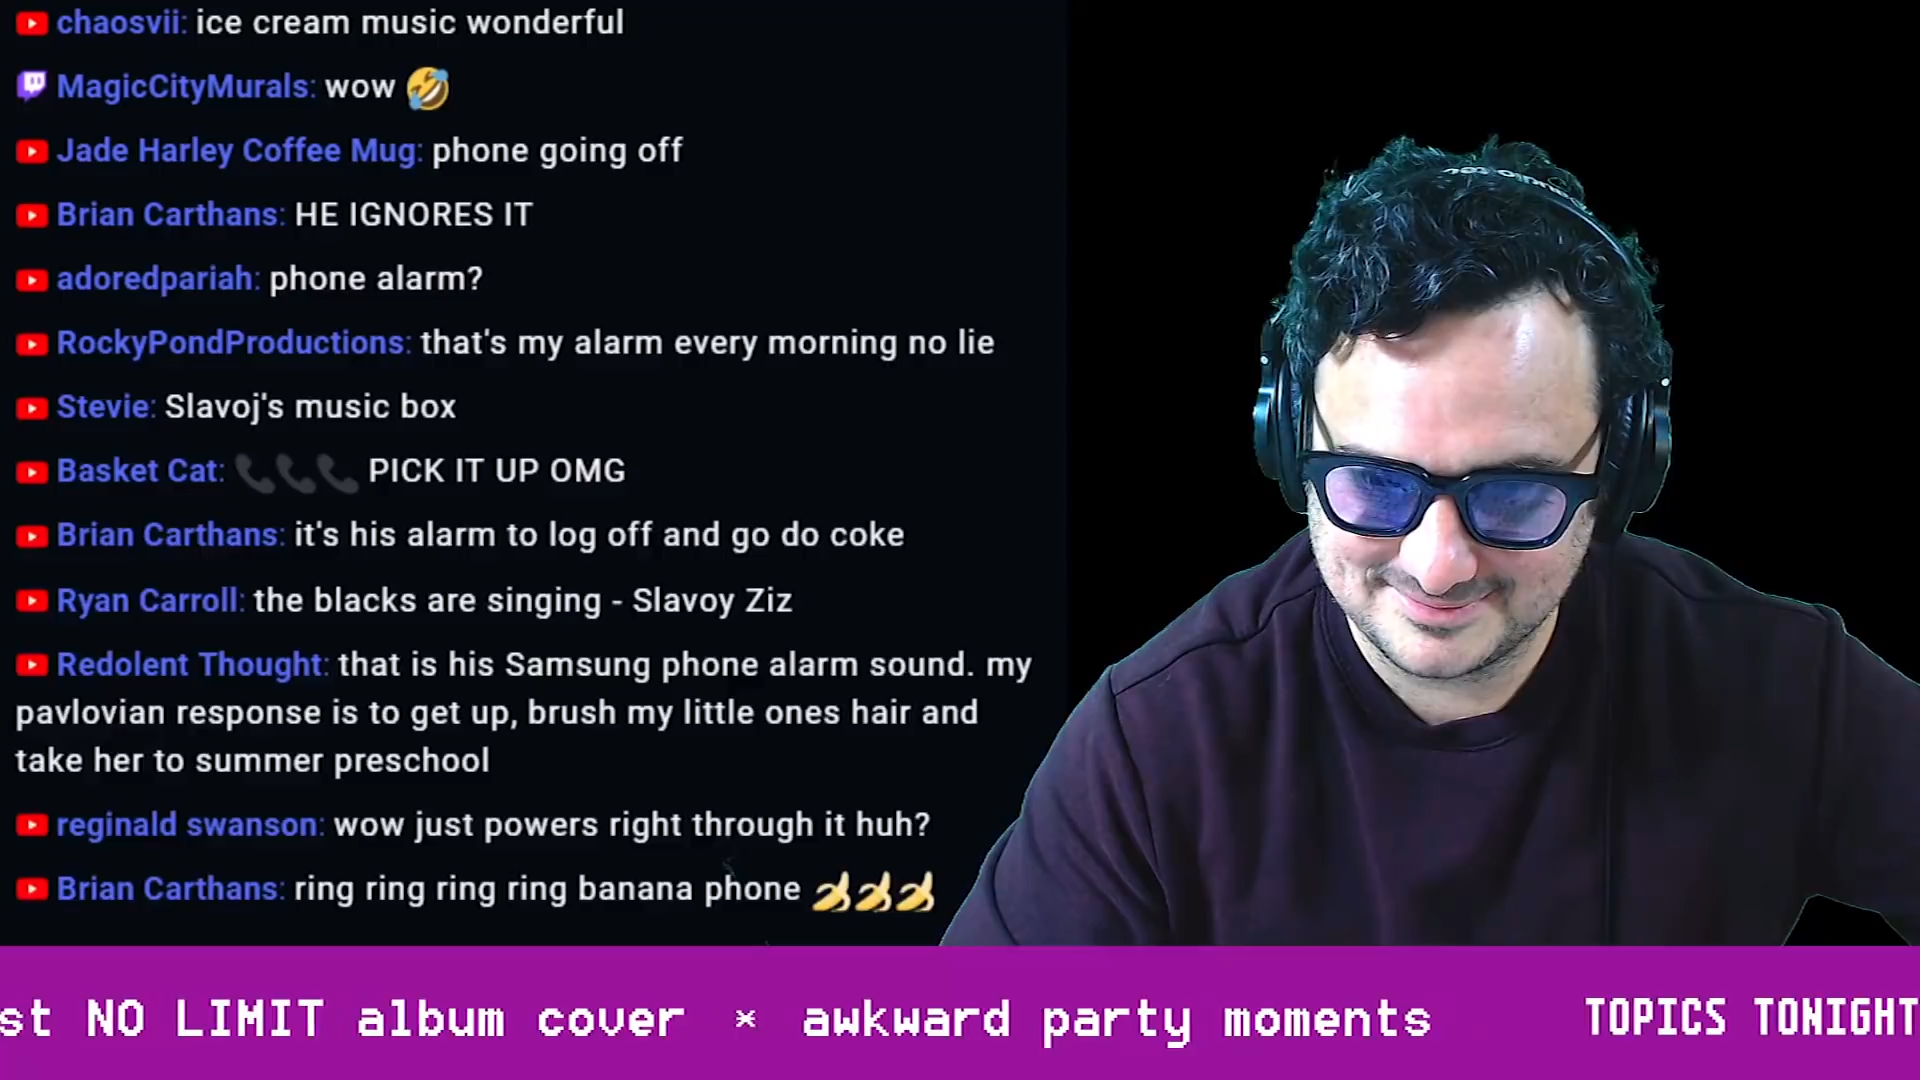 chaosvii: ice cream music wonderful
MagicCityMurals: wow 🤣
Jade Harley Coffee Mug: phone going off
Brian Carthans: HE IGNORES IT
adoredpariah: phone alarm?
RockyPondProductions: that's my alarm every morning no lie
Stevie: Slavoj's music box
Basket Cat: 📞📞📞 PICK IT UP OMG
Brian Carthans: it's his alarm to log off and go do coke
Ryan Carroll: the blacks are singing - Slavoy Ziz
Redolent Thought: that is his Samsung phone alarm sound. my
pavlovian response is to get up, brush my little ones hair and
take her to summer preschool
reginald swanson: wow just powers right through it huh?
Brian Carthans: ring ring ring ring banana phone 🍌🍌🍌
st NO LIMIT album cover × awkward party moments TOPICS TONIGHT